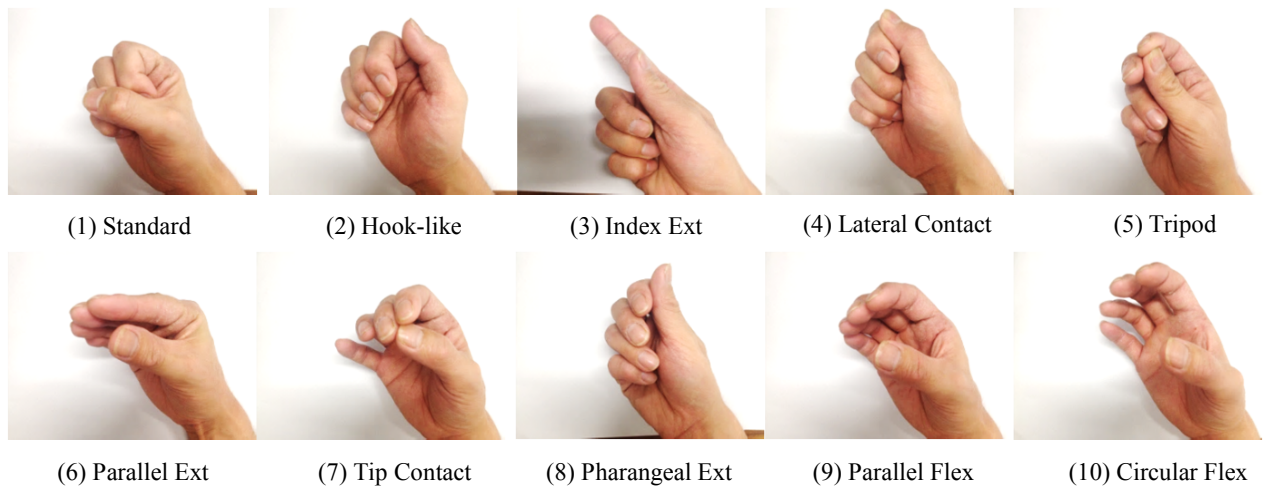 (1) Standard
(2) Hook-like
(3) Index Ext
(4) Lateral Contact
(5) Tripod
(6) Parallel Ext
(7) Tip Contact
(8) Pharangeal Ext
(9) Parallel Flex
(10) Circular Flex